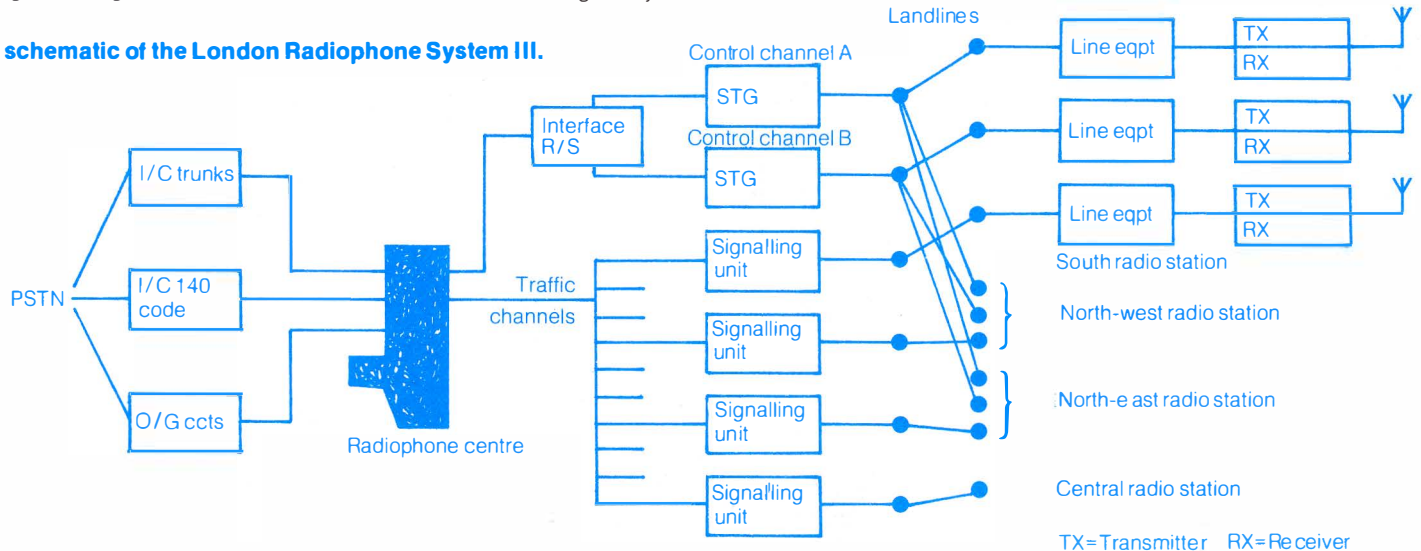 schematic of the London Radiophone System III.
Landlines
Control channel A
STG
Control channel B
STG
Interface
R/S
I/C trunks
PSTN
I/C 140
code
O/G ccts
Radiophone centre
Traffic
channels
Signalling
unit
Signalling
unit
Signalling
unit
Signalling
unit
Line eqpt
TX
RX
Line eqpt
TX
RX
Line eqpt
TX
RX
South radio station
North-west radio station
North-east radio station
Central radio station
TX=Transmitter RX=Receiver